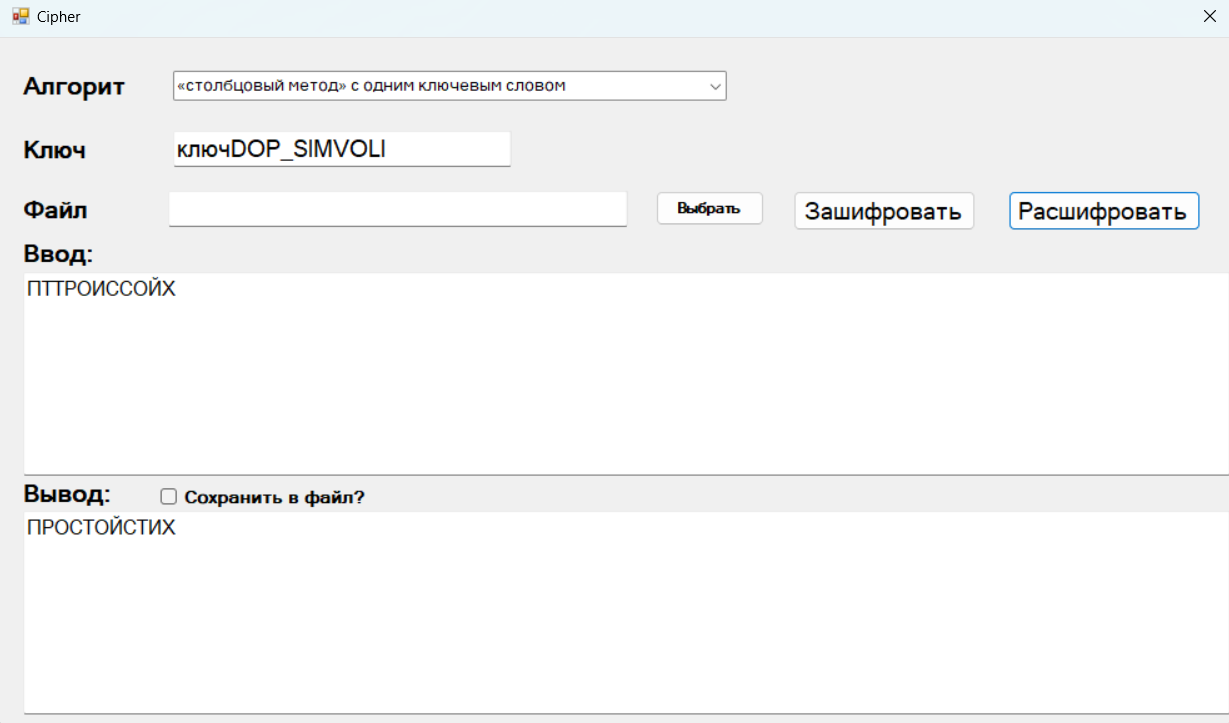 Cipher
Алгорит «столбцовый метод» с одним ключевым словом
Ключ ключDOP_SIMVOLI
Файл Выбрать Зашифровать Расшифровать
Ввод:
ПТТРОИССОЙХ
Вывод: Сохранить в файл?
ПРОСТОЙСТИХ